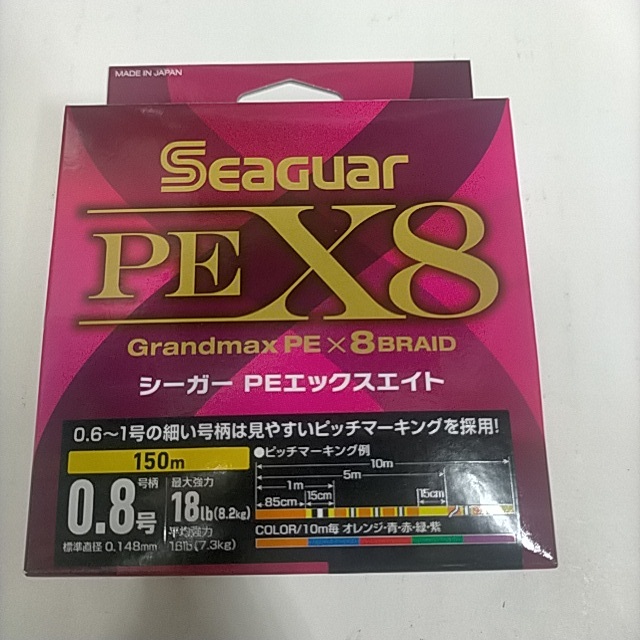 MADE IN JAPAN
SEAGUAR
PE X8
Grandmax PE×8BRAID
シーガー PEエックスエイト
0.6～1号の細い号柄は見やすいピッチマーキングを採用!
150m
号柄
0.8号
標準直径 0.148mm
最大強力
18lb(8.2kg)
平均強力
16lb(7.3kg)
●ピッチマーキング例
10m
5m
1m
85cm
15cm
15cm
COLOR/10m毎 オレンジ・青・赤・緑・紫